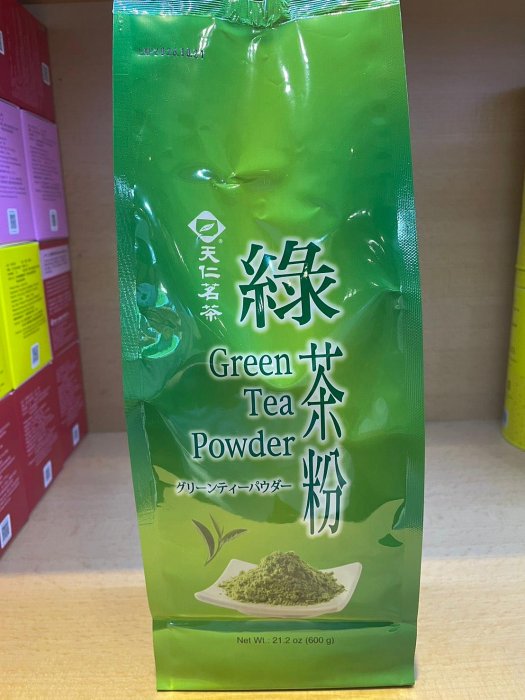 天仁茗茶
綠茶粉
Green
Tea
Powder
グリーンティーパウダー
Net Wt.: 21.2 oz (600 g)